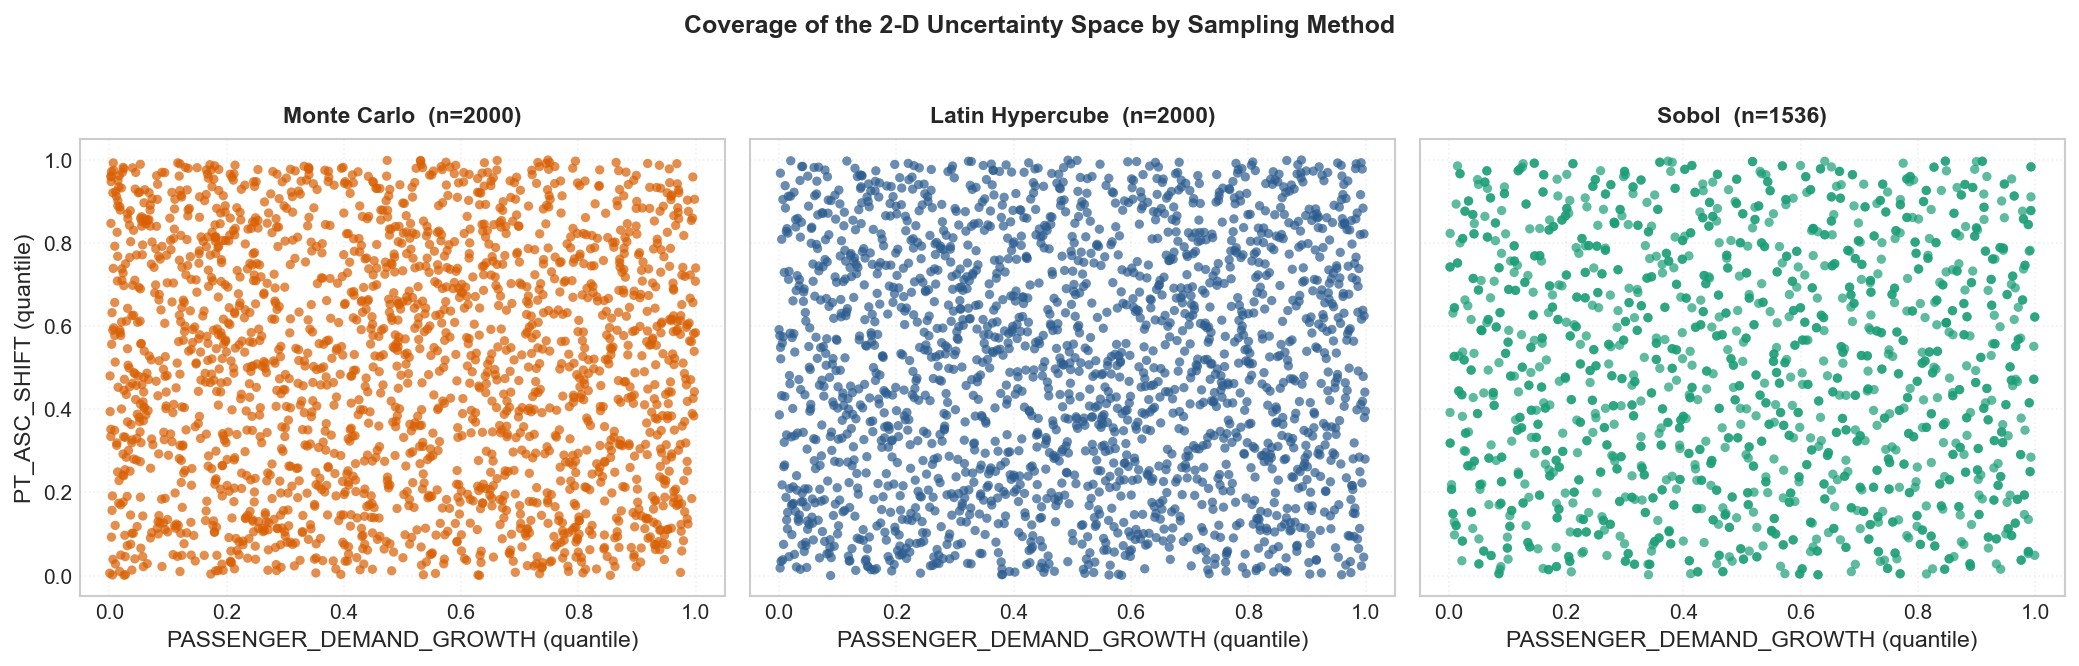 Coverage of the 2-D Uncertainty Space by Sampling Method
Monte Carlo (n=2000)
Latin Hypercube (n=2000)
Sobol (n=1536)
PT_ASC_SHIFT (quantile)
1.0
0.8
0.6
0.4
0.2
0.0
0.0 0.2 0.4 0.6 0.8 1.0
0.0 0.2 0.4 0.6 0.8 1.0
0.0 0.2 0.4 0.6 0.8 1.0
PASSENGER_DEMAND_GROWTH (quantile)
PASSENGER_DEMAND_GROWTH (quantile)
PASSENGER_DEMAND_GROWTH (quantile)